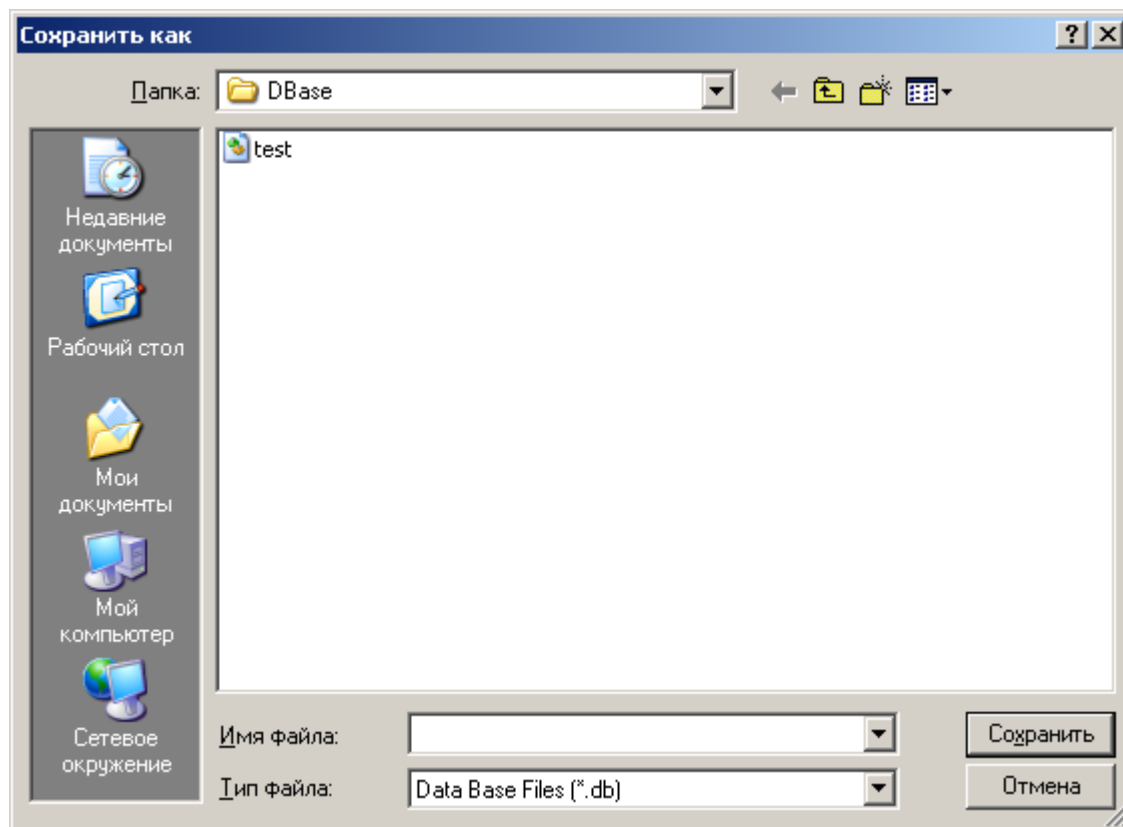 Сохранить как
Папка:
DBase
test
Недавние
документы
Рабочий стол
Мои
документы
Мой
компьютер
Сетевое
окружение
Имя файла:
Сохранить
Тип файла:
Data Base Files (*.db)
Отмена